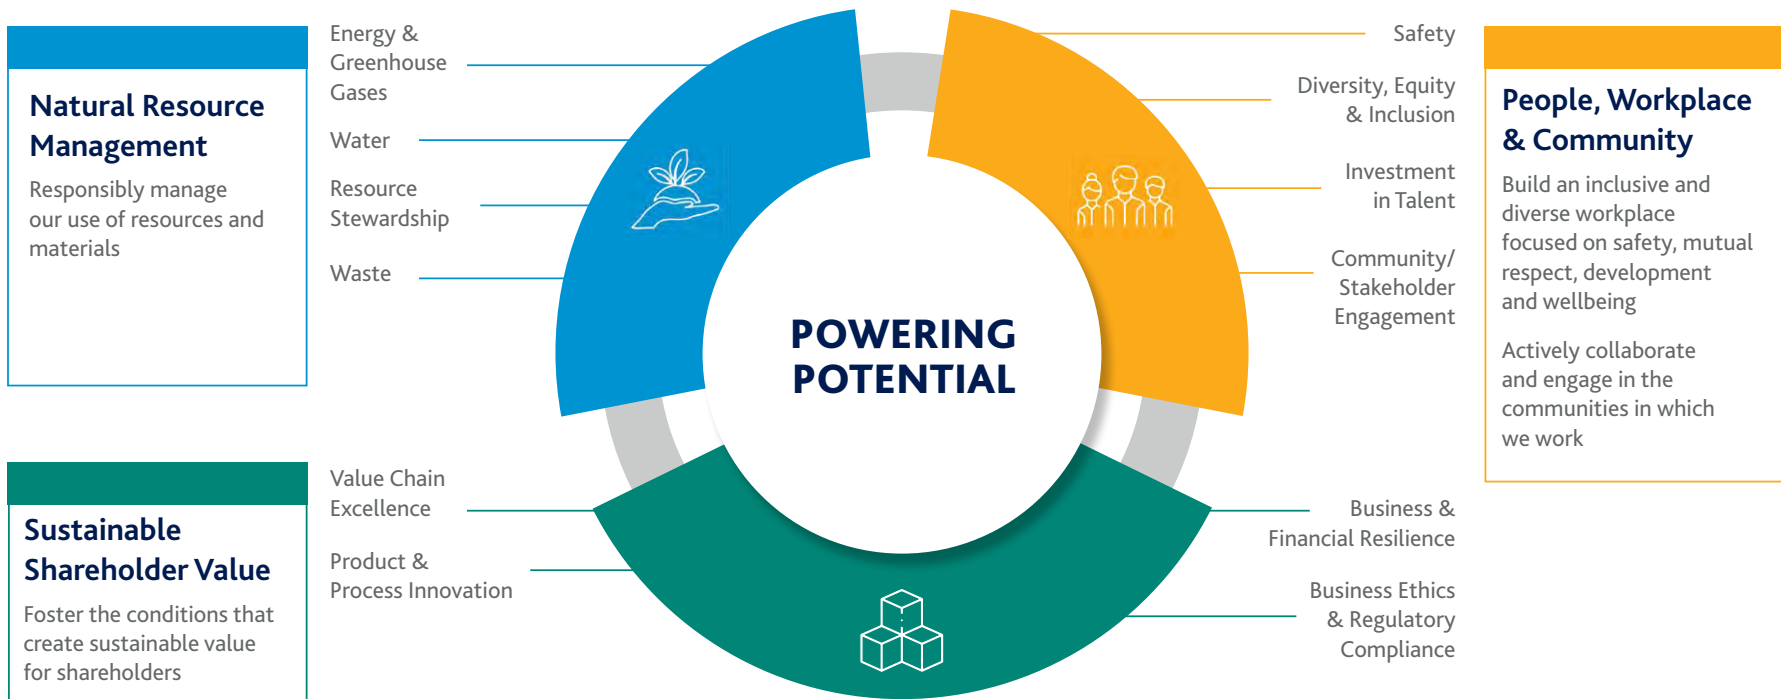 Natural Resource
Management
Responsibly manage
our use of resources and
materials
Energy &
Greenhouse
Gases
Water
Resource
Stewardship
Waste
POWERING
POTENTIAL
Safety
Diversity, Equity
& Inclusion
Investment
in Talent
Community/
Stakeholder
Engagement
People, Workplace
& Community
Build an inclusive and
diverse workplace
focused on safety, mutual
respect, development
and wellbeing
Actively collaborate
and engage in the
communities in which
we work
Sustainable
Shareholder Value
Foster the conditions that
create sustainable value
for shareholders
Value Chain
Excellence
Product &
Process Innovation
Business &
Financial Resilience
Business Ethics
& Regulatory
Compliance